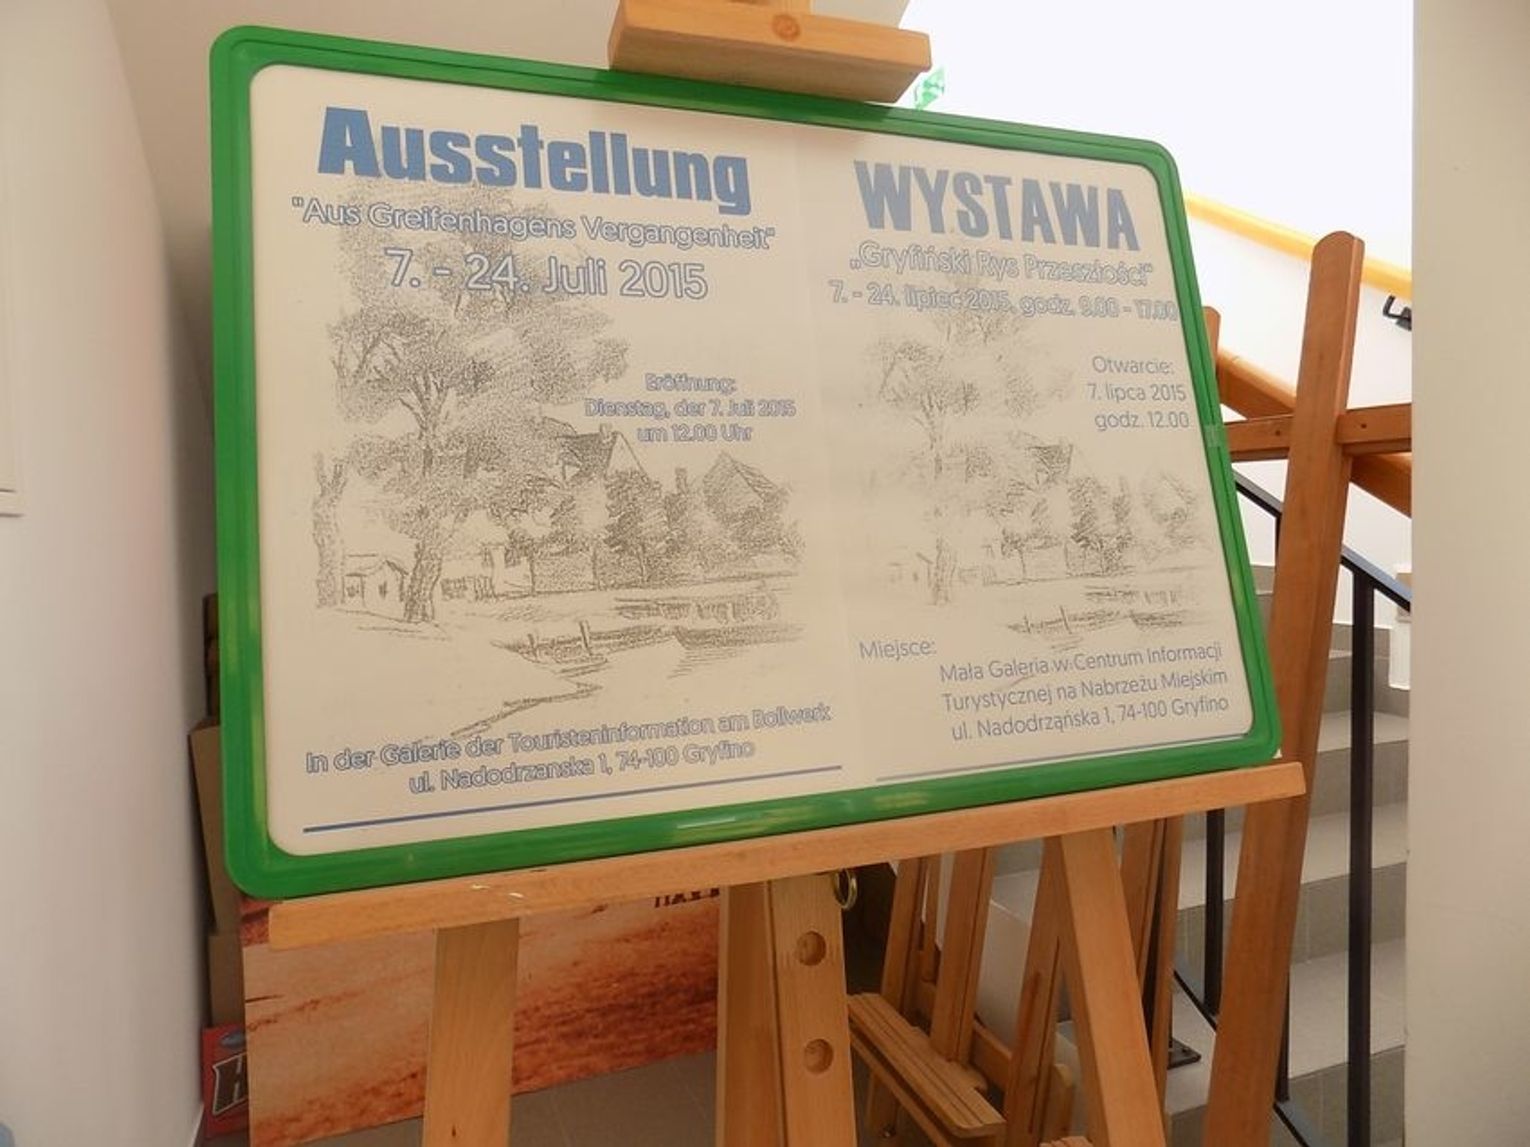 Ausstellung
"Aus Greifenhagens Vergangenheit"
7. - 24. Juli 2015
Eröffnung:
Dienstag, der 7. Juli 2015
um 12.00 Uhr
In der Galerie der Touristeninformation am Bollwerk
ul. Nadodrzanska 1, 74-100 Gryfino
WYSTAWA
„Gryfiński Rys Przeszłości"
7. - 24. lipiec 2015, godz. 9.00 - 17.00
Otwarcie:
7. lipca 2015
godz. 12.00
Miejsce:
Mała Galeria w Centrum Informacji
Turystycznej na Nabrzeżu Miejskim
ul. Nadodrząńska 1, 74-100 Gryfino